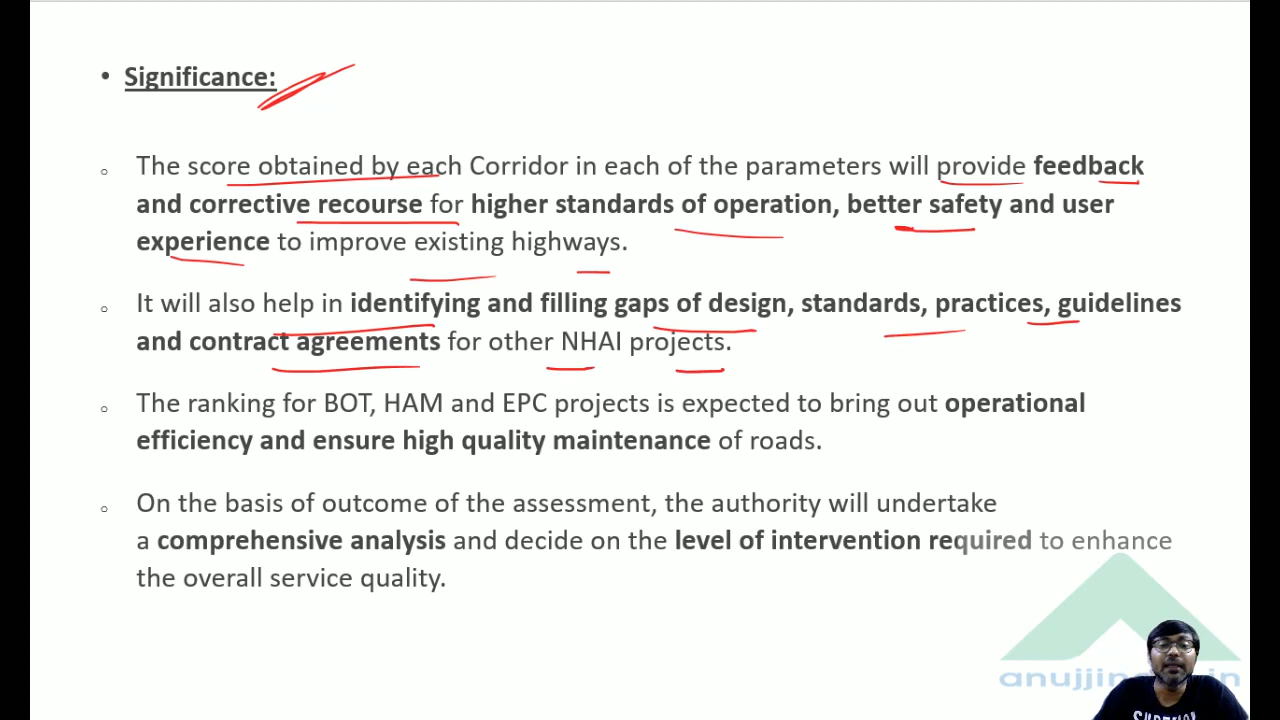 • Significance:
○ The score obtained by each Corridor in each of the parameters will provide feedback
and corrective recourse for higher standards of operation, better safety and user
experience to improve existing highways.
○ It will also help in identifying and filling gaps of design, standards, practices, guidelines
and contract agreements for other NHAI projects.
○ The ranking for BOT, HAM and EPC projects is expected to bring out operational
efficiency and ensure high quality maintenance of roads.
○ On the basis of outcome of the assessment, the authority will undertake
a comprehensive analysis and decide on the level of intervention required to enhance
the overall service quality.